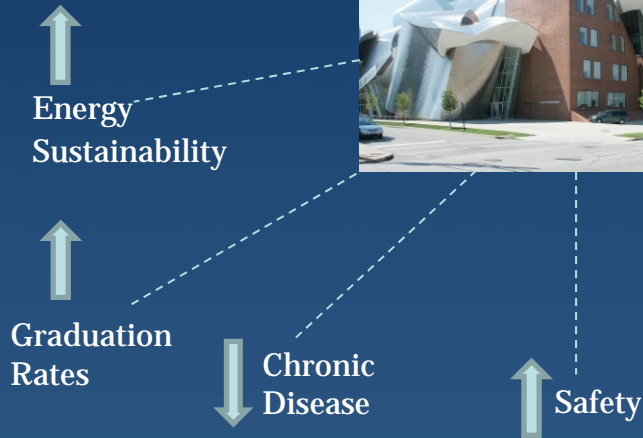 Energy
Sustainability
Graduation
Rates
Chronic
Disease
Safety